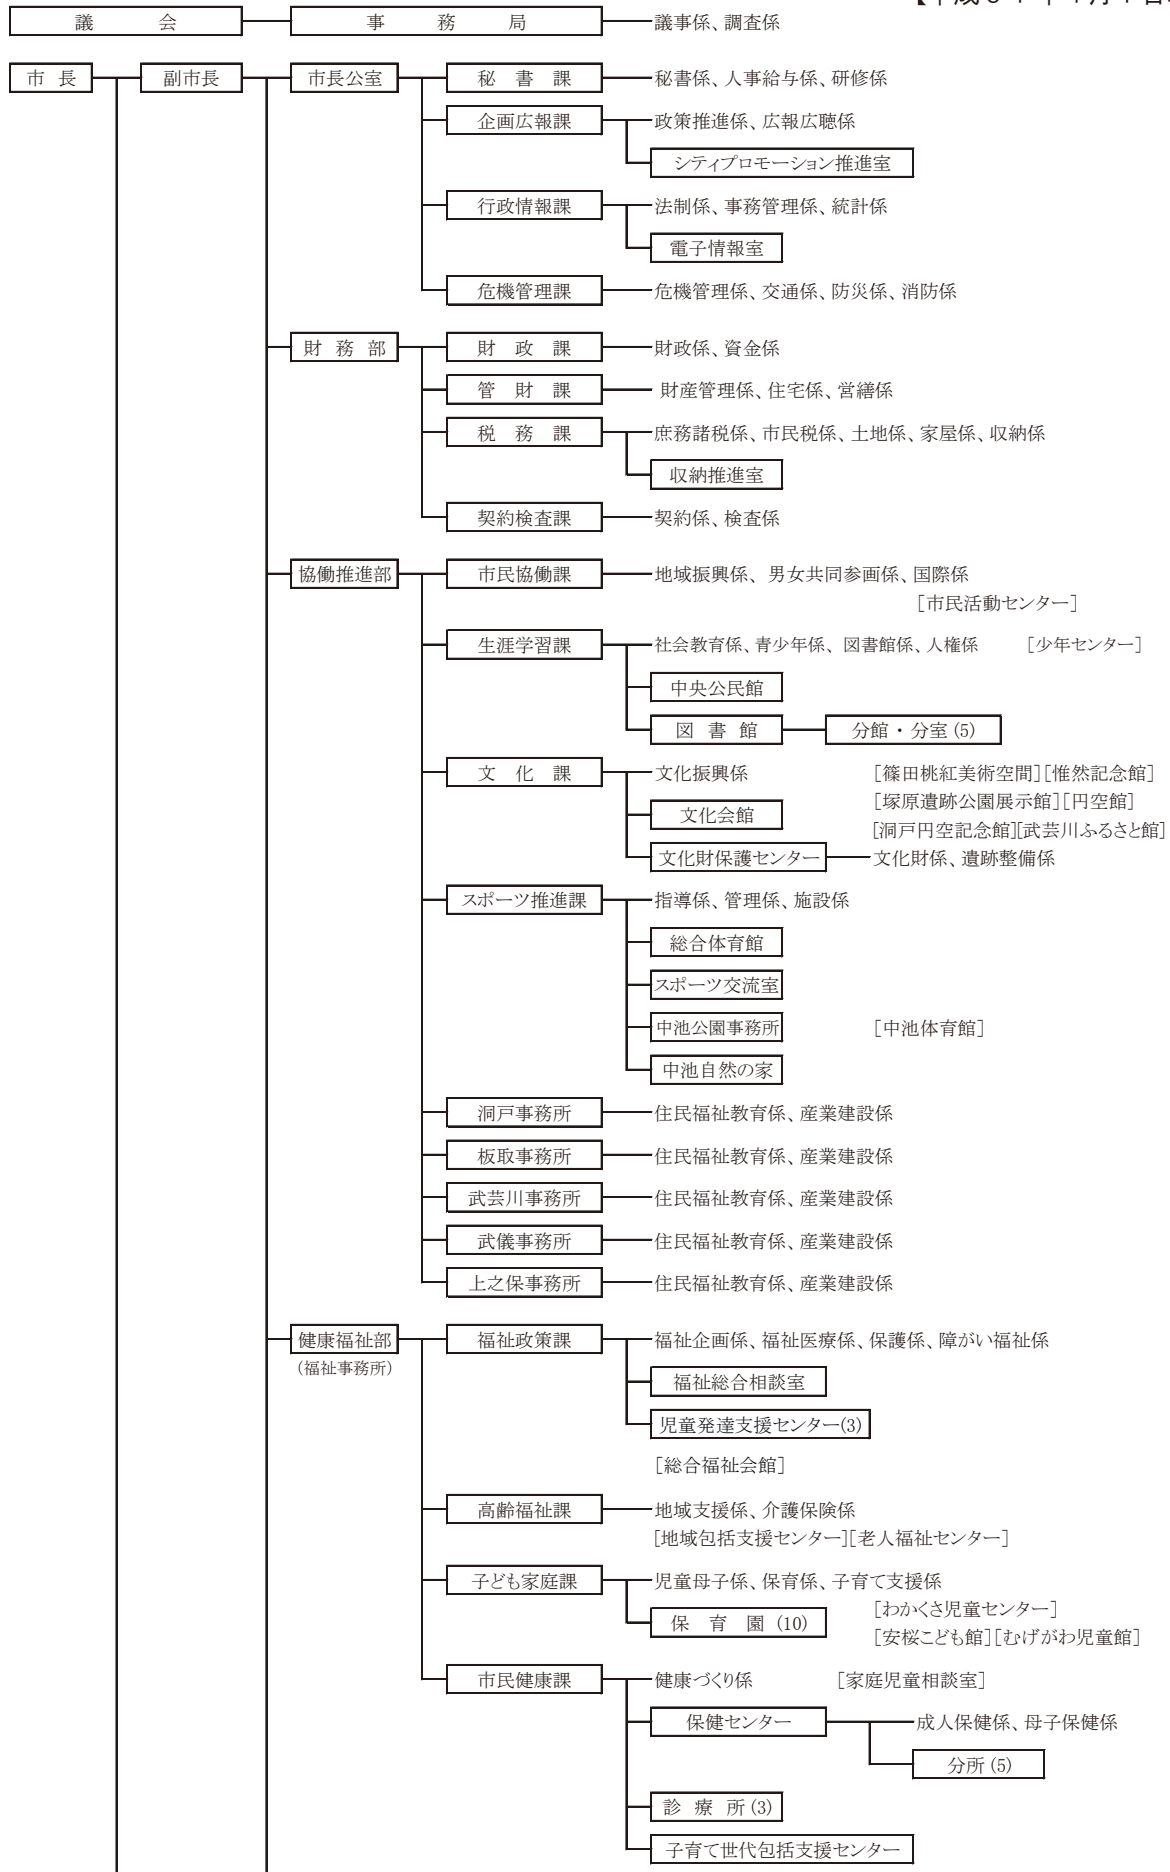 議会 事務局 議事係、調査係
市長 副市長 市長公室 秘書課 秘書係、人事給与係、研修係
企画広報課 政策推進係、広報広聴係
シティプロモーション推進室
行政情報課 法制係、事務管理係、統計係
電子情報室
危機管理課 危機管理係、交通係、防災係、消防係
財務部 財政課 財政係、資金係
管財課 財産管理係、住宅係、営繕係
税務課 庶務諸税係、市民税係、土地係、家屋係、収納係
収納推進室
契約検査課 契約係、検査係
協働推進部 市民協働課 地域振興係、男女共同参画係、国際係
[市民活動センター]
生涯学習課 社会教育係、青少年係、図書館係、人権係 [少年センター]
中央公民館
図書館 分館・分室(5)
文化課 文化振興係 [篠田桃紅美術空間][惟然記念館]
[塚原遺跡公園展示館][円空館]
文化会館
[洞戸円空記念館][武芸川ふるさと館]
文化財保護センター 文化財係、遺跡整備係
スポーツ推進課 指導係、管理係、施設係
総合体育館
スポーツ交流室
中池公園事務所 [中池体育館]
中池自然の家
洞戸事務所 住民福祉教育係、産業建設係
板取事務所 住民福祉教育係、産業建設係
武芸川事務所 住民福祉教育係、産業建設係
武儀事務所 住民福祉教育係、産業建設係
上之保事務所 住民福祉教育係、産業建設係
健康福祉部 福祉政策課 福祉企画係、福祉医療係、保護係、障がい福祉係
(福祉事務所)
福祉総合相談室
児童発達支援センター(3)
[総合福祉会館]
高齢福祉課 地域支援係、介護保険係
[地域包括支援センター][老人福祉センター]
子ども家庭課 児童母子係、保育係、子育て支援係
[わかくさ児童センター]
保育園(10)
[安桜こども館][むげがわ児童館]
市民健康課 健康づくり係 [家庭児童相談室]
保健センター 成人保健係、母子保健係
分所(5)
診療所(3)
子育て世代包括支援センター